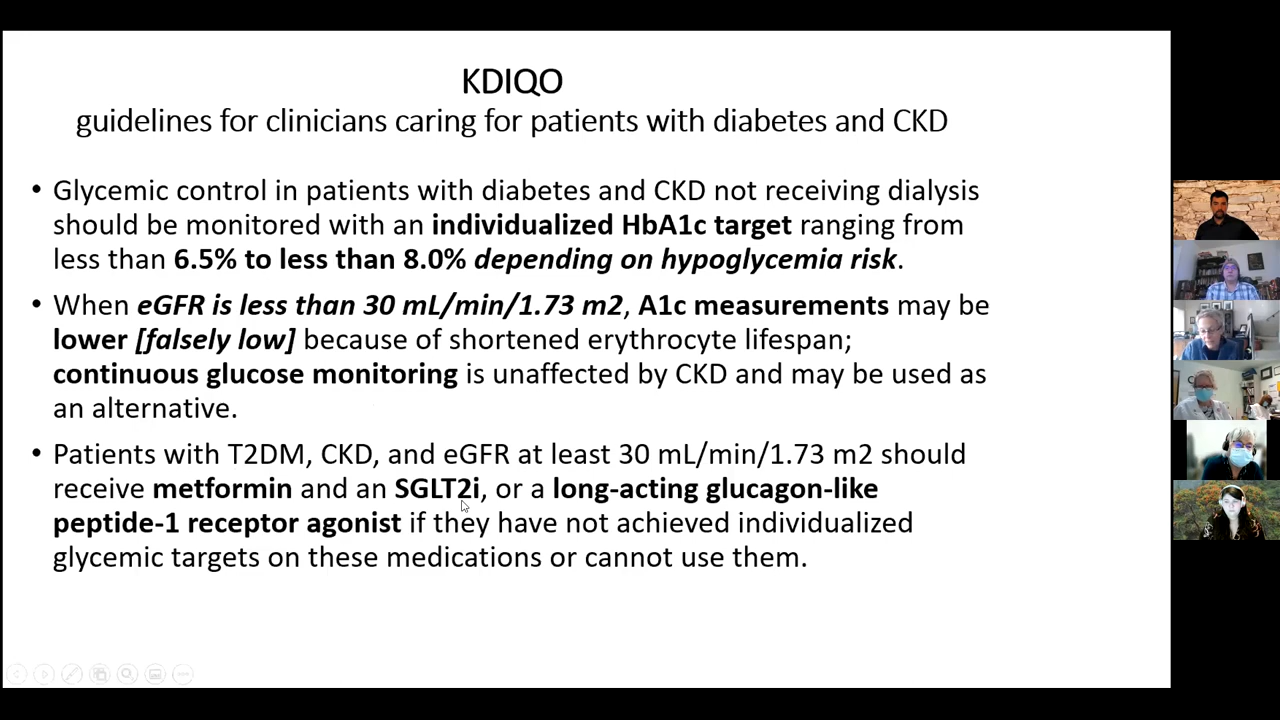 KDIQO
guidelines for clinicians caring for patients with diabetes and CKD
• Glycemic control in patients with diabetes and CKD not receiving dialysis
should be monitored with an individualized HbA1c target ranging from
less than 6.5% to less than 8.0% depending on hypoglycemia risk.
• When eGFR is less than 30 mL/min/1.73 m2, A1c measurements may be
lower [falsely low] because of shortened erythrocyte lifespan;
continuous glucose monitoring is unaffected by CKD and may be used as
an alternative.
• Patients with T2DM, CKD, and eGFR at least 30 mL/min/1.73 m2 should
receive metformin and an SGLT2i, or a long-acting glucagon-like
peptide-1 receptor agonist if they have not achieved individualized
glycemic targets on these medications or cannot use them.